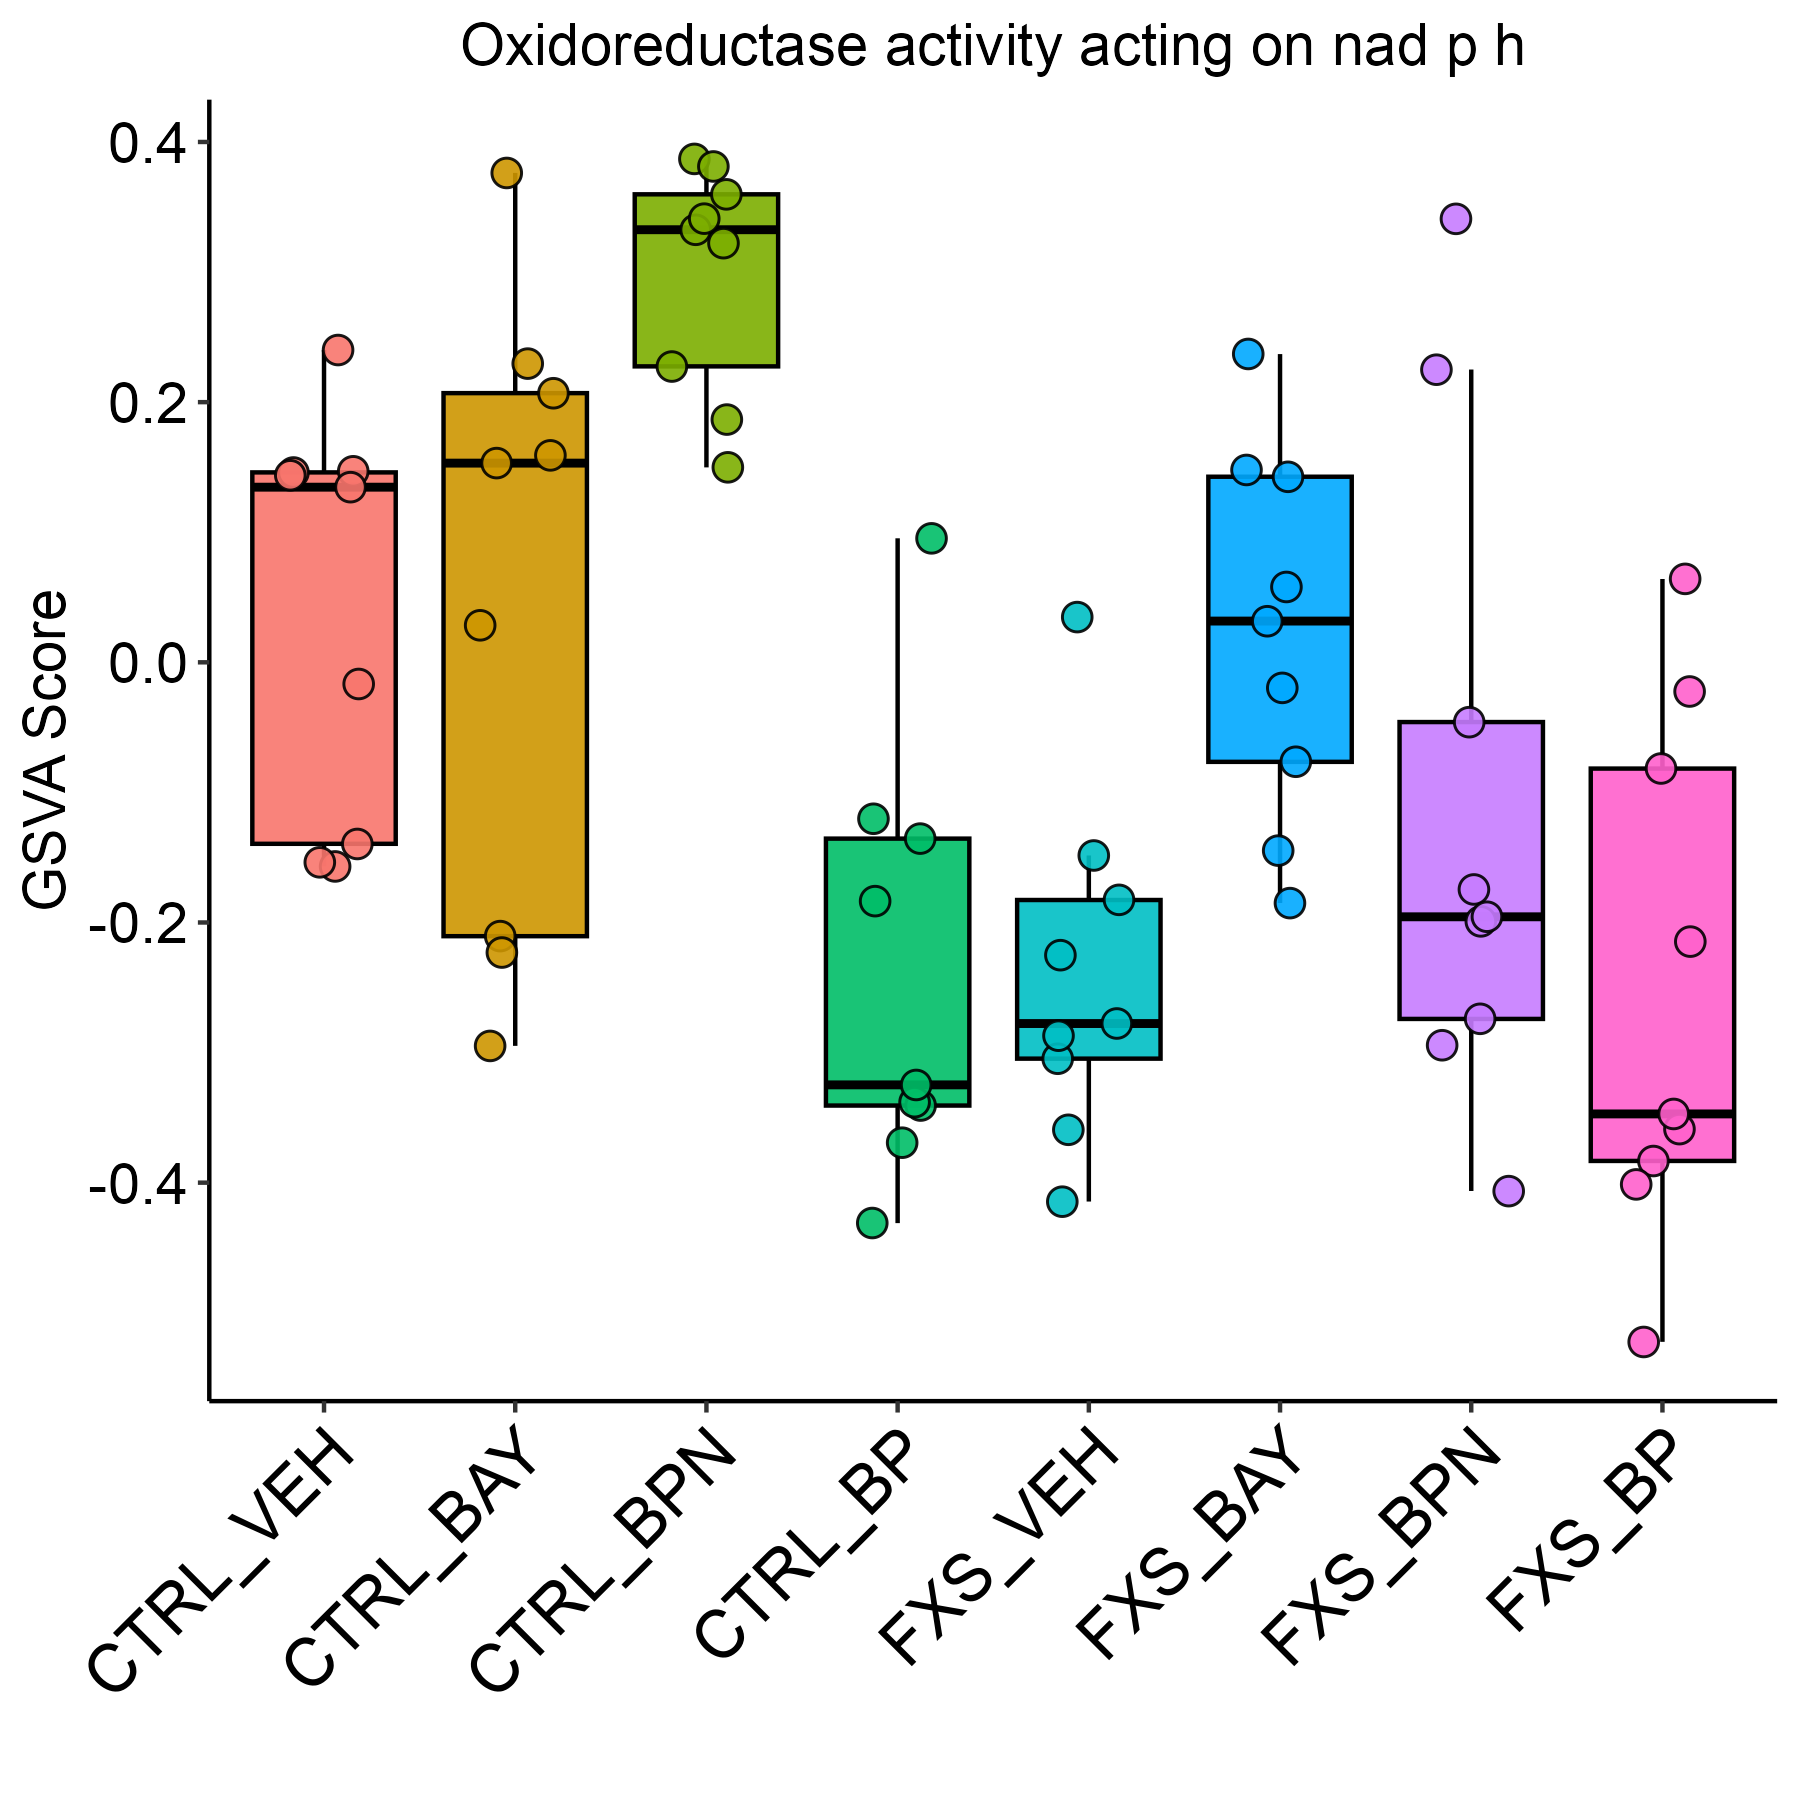 Oxidoreductase activity acting on nad p h
GSVA Score
0.4
0.2
0.0
-0.2
-0.4
CTRL_VEH
CTRL_BAY
CTRL_BPN
CTRL_BP
FXS_VEH
FXS_BAY
FXS_BPN
FXS_BP